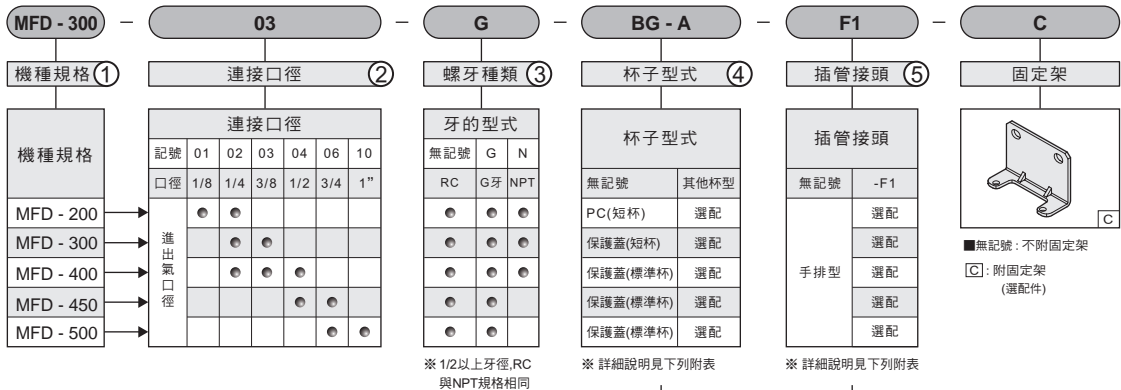 MFD - 300 － 03 － G － BG - A － F1 － C
機種規格① 連接口徑② 螺牙種類③ 杯子型式④ 插管接頭⑤ 固定架
機種規格
連接口徑
記號 01 02 03 04 06 10
口徑 1/8 1/4 3/8 1/2 3/4 1”
MFD - 200
MFD - 300
MFD - 400
MFD - 450
MFD - 500
進出氣口徑
牙的型式
無記號 G N
RC G牙 NPT
※ 1/2以上牙徑,RC
與NPT規格相同
杯子型式
無記號 其他杯型
PC(短杯) 選配
保護蓋(短杯) 選配
保護蓋(標準杯) 選配
保護蓋(標準杯) 選配
保護蓋(標準杯) 選配
※ 詳細說明見下列附表
插管接頭
無記號 -F1
手排型
選配
選配
選配
選配
選配
※ 詳細說明見下列附表
C
■無記號 : 不附固定架
C : 附固定架
(選配件)